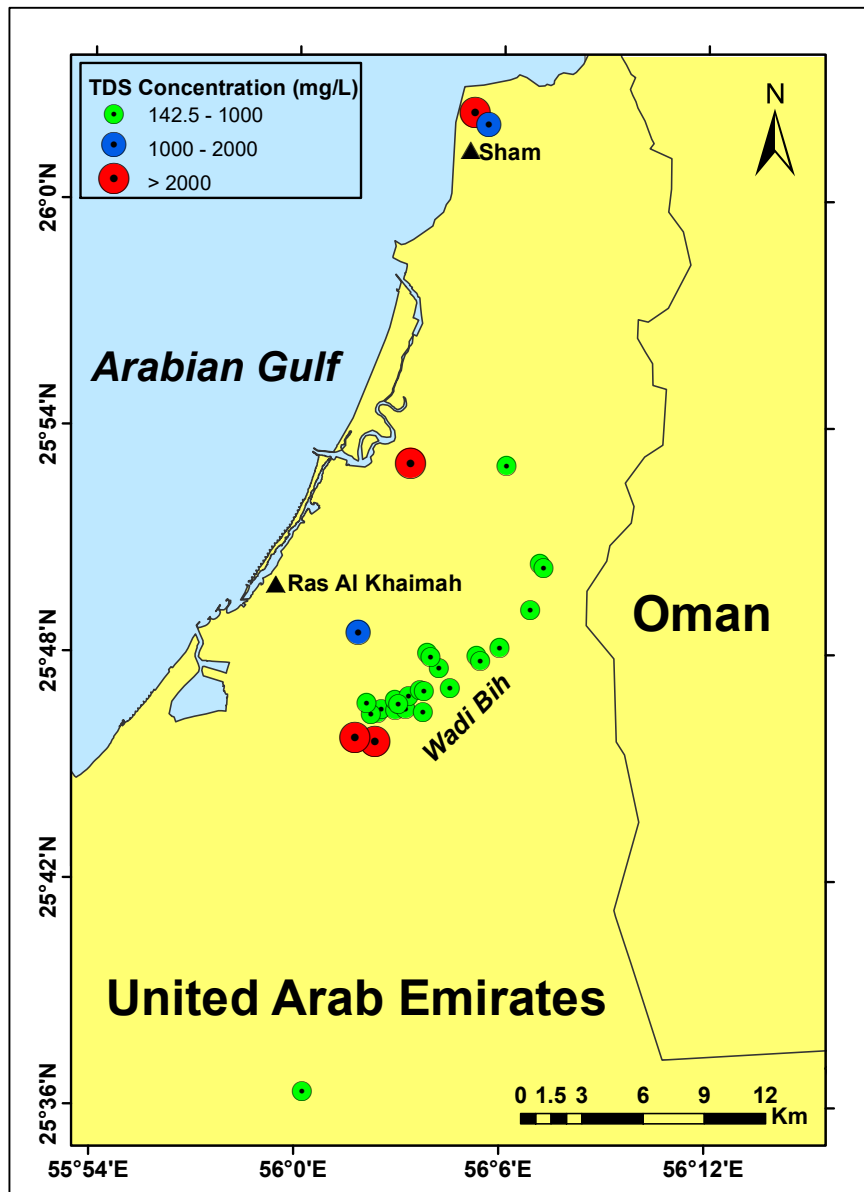 TDS Concentration (mg/L)
142.5 - 1000
1000 - 2000
> 2000
N
Sham
26°0'N
Arabian Gulf
25°54'N
Ras Al Khaimah
Oman
25°48'N
Wadi Bih
25°42'N
United Arab Emirates
25°36'N
0 1.5 3 6 9 12
Km
55°54'E 56°0'E 56°6'E 56°12'E